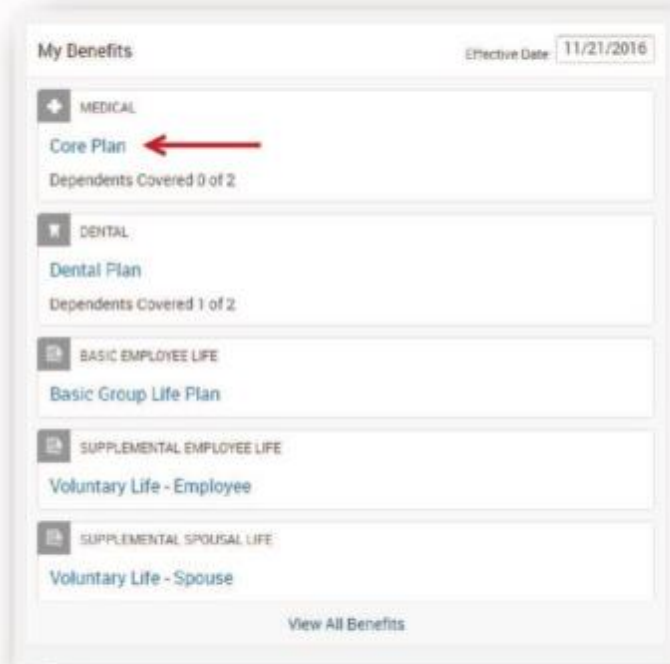 My Benefits
Effective Date 11/21/2016
MEDICAL
Core Plan
Dependents Covered 0 of 2
DENTAL
Dental Plan
Dependents Covered 1 of 2
BASIC EMPLOYEE LIFE
Basic Group Life Plan
SUPPLEMENTAL EMPLOYEE LIFE
Voluntary Life - Employee
SUPPLEMENTAL SPOUSAL LIFE
Voluntary Life - Spouse
View All Benefits